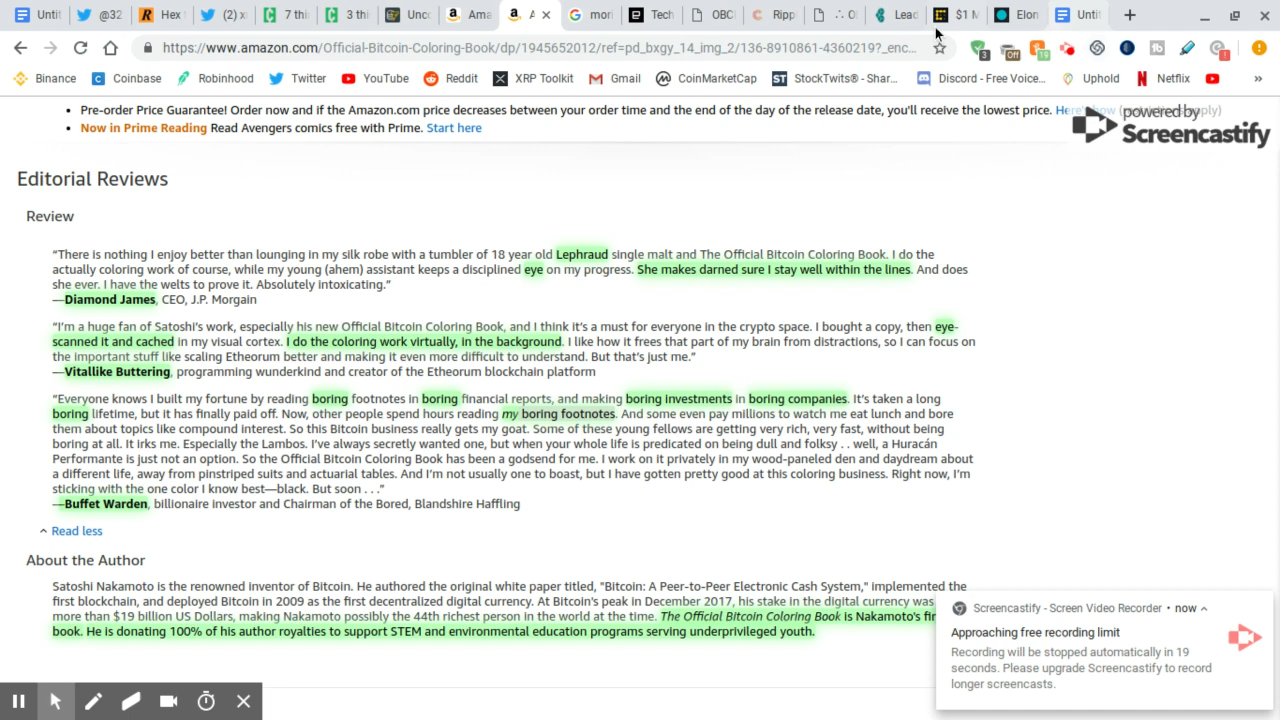 Untit
@32
Hex
(2) s
7 thi
3 thi
Unco
Ama
A
mori
Tech
OBC
Ripp
Lead
$1 M
Elon
Untit
https://www.amazon.com/Official-Bitcoin-Coloring-Book/dp/1945652012/ref=pd_bxgy_14_img_2/136-8910861-4360219?_enc...
3
Off
19
1
Binance
Coinbase
Robinhood
Twitter
YouTube
Reddit
XRP Toolkit
Gmail
CoinMarketCap
StockTwits® - Shar...
Discord - Free Voice...
Uphold
Netflix
»
• Pre-order Price Guarantee! Order now and if the Amazon.com price decreases between your order time and the end of the day of the release date, you'll receive the lowest price.
• Now in Prime Reading Read Avengers comics free with Prime. Start here
powered by
Screencastify
Editorial Reviews
Review
“There is nothing I enjoy better than lounging in my silk robe with a tumbler of 18 year old Lephraud single malt and The Official Bitcoin Coloring Book. I do the
actually coloring work of course, while my young (ahem) assistant keeps a disciplined eye on my progress. She makes darned sure I stay well within the lines. And does
she ever. I have the welts to prove it. Absolutely intoxicating.”
—Diamond James, CEO, J.P. Morgain
“I’m a huge fan of Satoshi’s work, especially his new Official Bitcoin Coloring Book, and I think it’s a must for everyone in the crypto space. I bought a copy, then eye-
scanned it and cached in my visual cortex. I do the coloring work virtually, in the background. I like how it frees that part of my brain from distractions, so I can focus on
the important stuff like scaling Etheorum better and making it even more difficult to understand. But that’s just me.”
—Vitallike Buttering, programming wunderkind and creator of the Etheorum blockchain platform
“Everyone knows I built my fortune by reading boring footnotes in boring financial reports, and making boring investments in boring companies. It’s taken a long
boring lifetime, but it has finally paid off. Now, other people spend hours reading my boring footnotes. And some even pay millions to watch me eat lunch and bore
them about topics like compound interest. So this Bitcoin business really gets my goat. Some of these young fellows are getting very rich, very fast, without being
boring at all. It irks me. Especially the Lambos. I’ve always secretly wanted one, but when your whole life is predicated on being dull and folksy . . well, a Huracán
Performante is just not an option. So the Official Bitcoin Coloring Book has been a godsend for me. I work on it privately in my wood-paneled den and daydream about
a different life, away from pinstriped suits and actuarial tables. And I’m not usually one to boast, but I have gotten pretty good at this coloring business. Right now, I’m
sticking with the one color I know best—black. But soon . . .”
—Buffet Warden, billionaire investor and Chairman of the Bored, Blandshire Haffling
Read less
About the Author
Satoshi Nakamoto is the renowned inventor of Bitcoin. He authored the original white paper titled, "Bitcoin: A Peer-to-Peer Electronic Cash System," implemented the
first blockchain, and deployed Bitcoin in 2009 as the first decentralized digital currency. At Bitcoin's peak in December 2017, his stake in the digital currency was
more than $19 billion US Dollars, making Nakamoto possibly the 44th richest person in the world at the time. The Official Bitcoin Coloring Book is Nakamoto's fi
book. He is donating 100% of his author royalties to support STEM and environmental education programs serving underprivileged youth.
Screencastify - Screen Video Recorder • now
Approaching free recording limit
Recording will be stopped automatically in 19
seconds. Please upgrade Screencastify to record
longer screencasts.